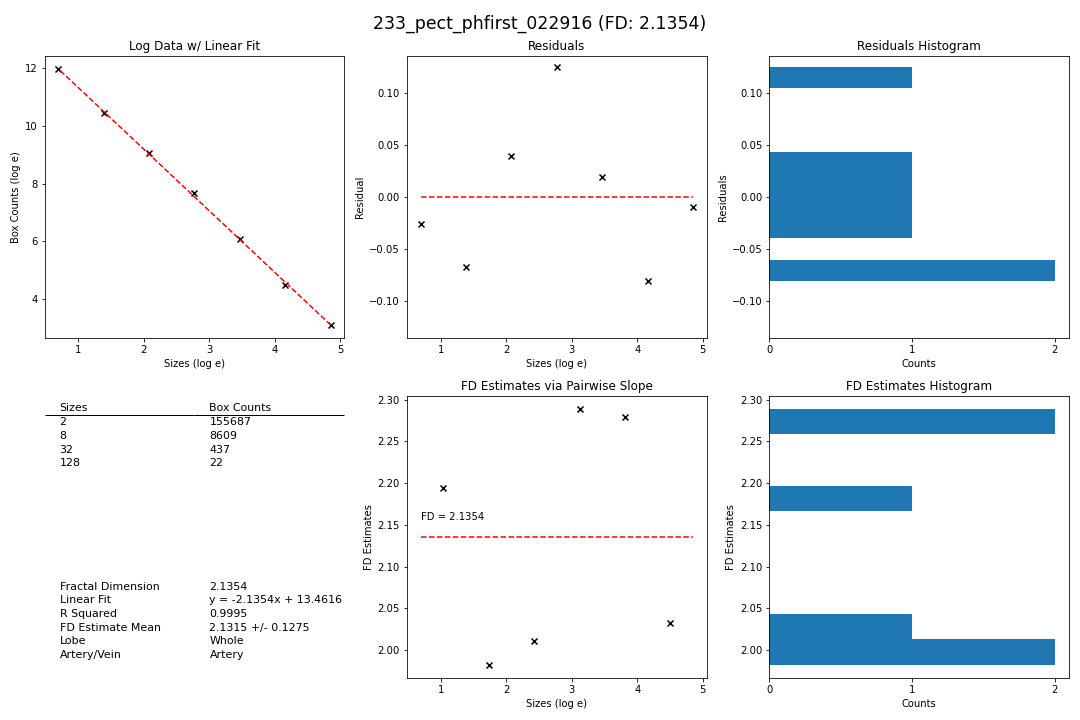 233_pect_phfirst_022916 (FD: 2.1354)
Log Data w/ Linear Fit
12
10
8
6
4
Box Counts (log e)
1 2 3 4 5
Sizes (log e)
Residuals
0.10
0.05
0.00
−0.05
−0.10
Residual
1 2 3 4 5
Sizes (log e)
Residuals Histogram
0.10
0.05
0.00
−0.05
−0.10
Residuals
0 1 2
Counts
Sizes Box Counts
2 155687
8 8609
32 437
128 22
Fractal Dimension 2.1354
Linear Fit y = -2.1354x + 13.4616
R Squared 0.9995
FD Estimate Mean 2.1315 +/- 0.1275
Lobe Whole
Artery/Vein Artery
FD Estimates via Pairwise Slope
2.30
2.25
2.20
2.15
2.10
2.05
2.00
FD Estimates
FD = 2.1354
1 2 3 4 5
Sizes (log e)
FD Estimates Histogram
2.30
2.25
2.20
2.15
2.10
2.05
2.00
FD Estimates
0 1 2
Counts